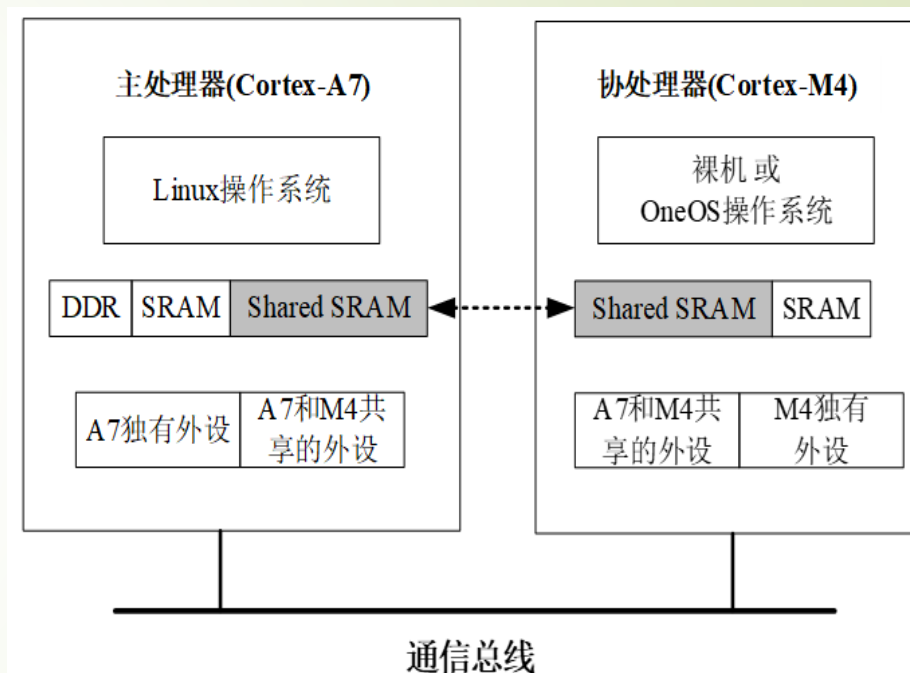 主处理器(Cortex-A7)
Linux操作系统
DDR
SRAM
Shared SRAM
A7独有外设
A7和M4共
享的外设
协处理器(Cortex-M4)
裸机 或
OneOS操作系统
Shared SRAM
SRAM
A7和M4共
享的外设
M4独有
外设
通信总线